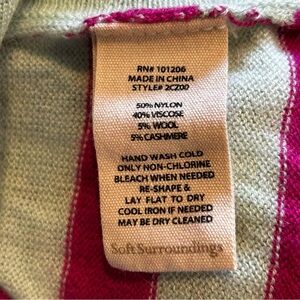 RN# 101206
MADE IN CHINA
STYLE# 2CZ00
50% NYLON
40% VISCOSE
5% WOOL
5% CASHMERE
HAND WASH COLD
ONLY NON-CHLORINE
BLEACH WHEN NEEDED
RE-SHAPE &
LAY FLAT TO DRY
COOL IRON IF NEEDED
MAY BE DRY CLEANED
Soft Surroundings